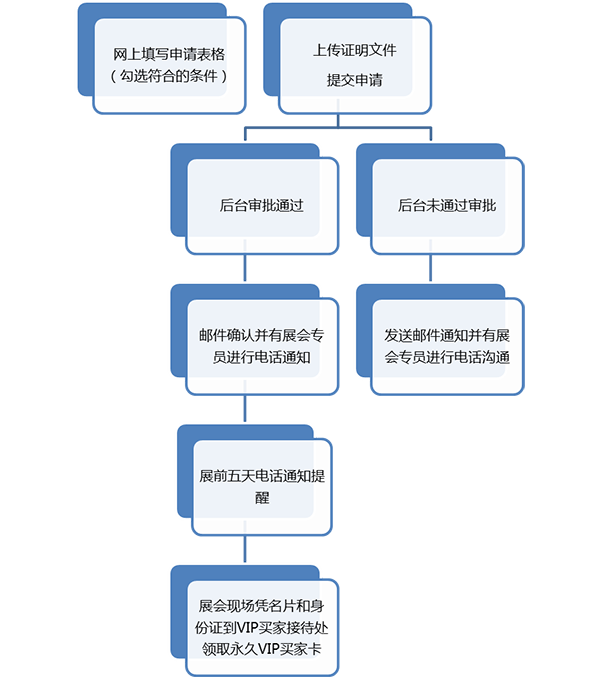 网上填写申请表格
（勾选符合的条件）
上传证明文件
提交申请
后台审批通过
后台未通过审批
邮件确认并有展会专
员进行电话通知
发送邮件通知并有展
会专员进行电话沟通
展前五天电话通知提
醒
展会现场凭名片和身
份证到VIP买家接待处
领取永久VIP买家卡